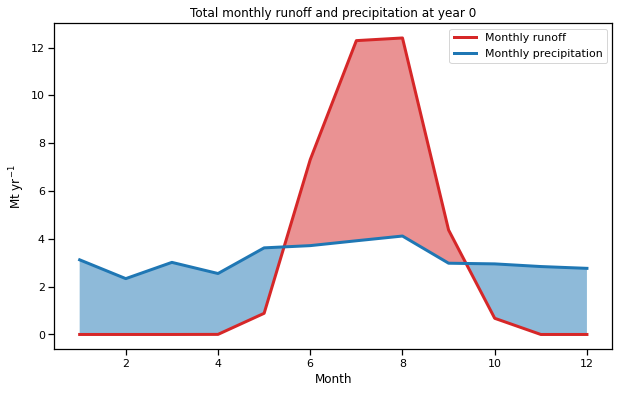 Total monthly runoff and precipitation at year 0
Monthly runoff
Monthly precipitation
Mt yr⁻¹
12
10
8
6
4
2
0
2 4 6 8 10 12
Month